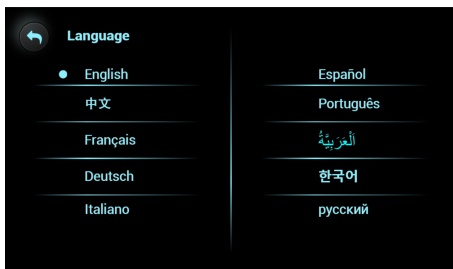 Language
English
中文
Français
Deutsch
Italiano
Español
Português
اَلْعَرَبِيَّةُ
한국어
русский